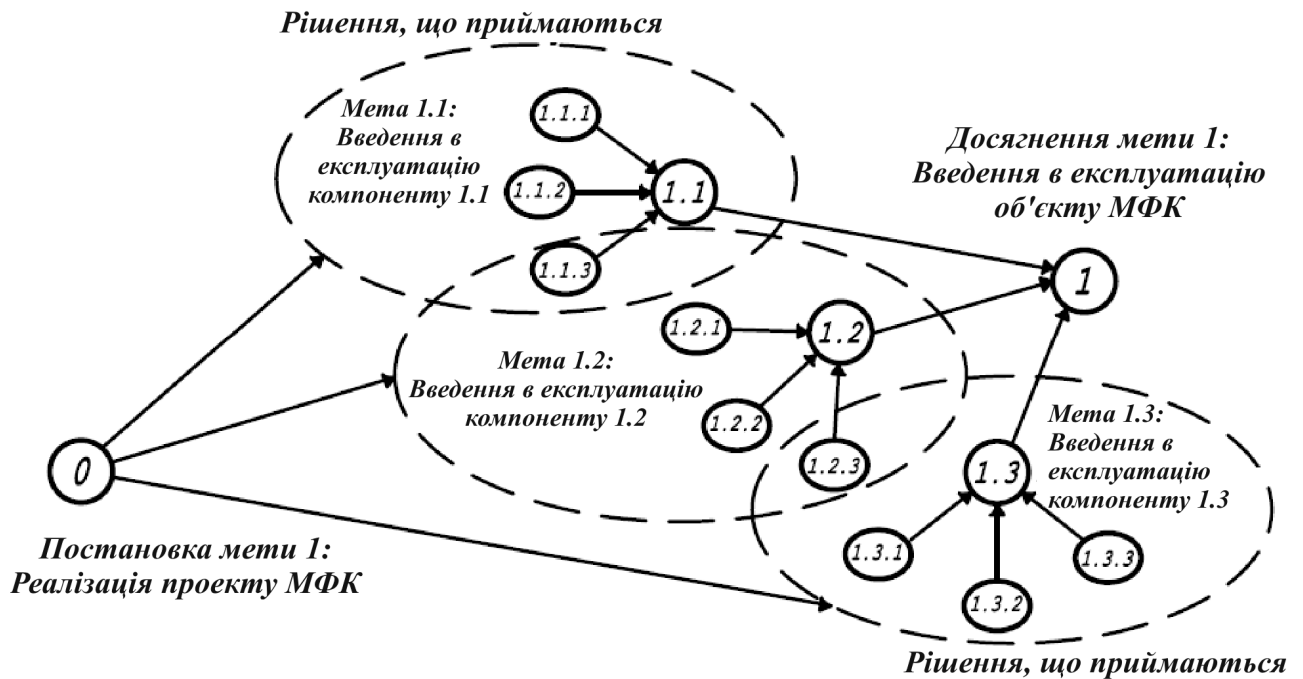 Рішення, що приймаються
Мета 1.1:
Введення в
експлуатацію
компоненту 1.1
1.1.1
1.1.2
1.1
1.1.3
Досягнення мети 1:
Введення в експлуатацію
об'єкту МФК
1
1.2.1
1.2
Мета 1.2:
Введення в експлуатацію
компоненту 1.2
1.2.2
1.2.3
Мета 1.3:
Введення в
експлуатацію
компоненту 1.3
1.3
1.3.1
1.3.3
1.3.2
0
Постановка мети 1:
Реалізація проекту МФК
Рішення, що приймаються